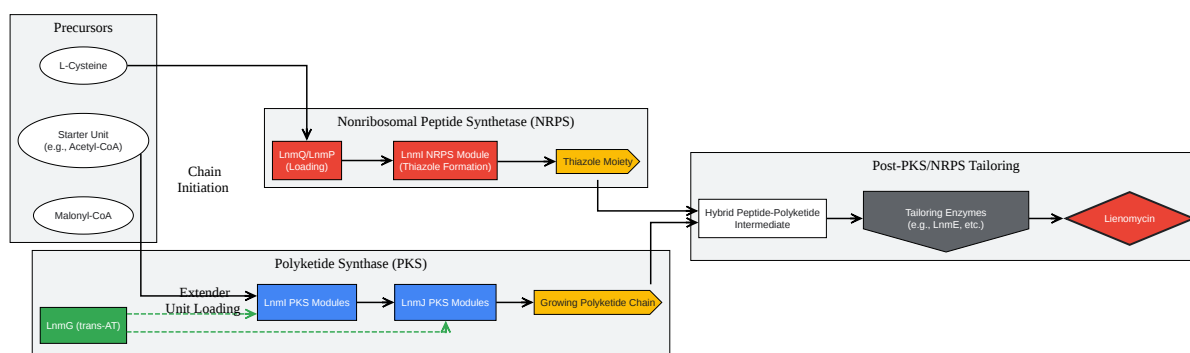 Precursors
L-Cysteine
Starter Unit
(e.g., Acetyl-CoA)
Malonyl-CoA
Chain
Initiation
Nonribosomal Peptide Synthetase (NRPS)
LnmQ/LnmP
(Loading)
LnmI NRPS Module
(Thiazole Formation)
Thiazole Moiety
Post-PKS/NRPS Tailoring
Hybrid Peptide-Polyketide
Intermediate
Tailoring Enzymes
(e.g., LnmE, etc.)
Lienomycin
Polyketide Synthase (PKS)
Extender
Unit Loading
LnmG (trans-AT)
LnmI PKS Modules
LnmJ PKS Modules
Growing Polyketide Chain